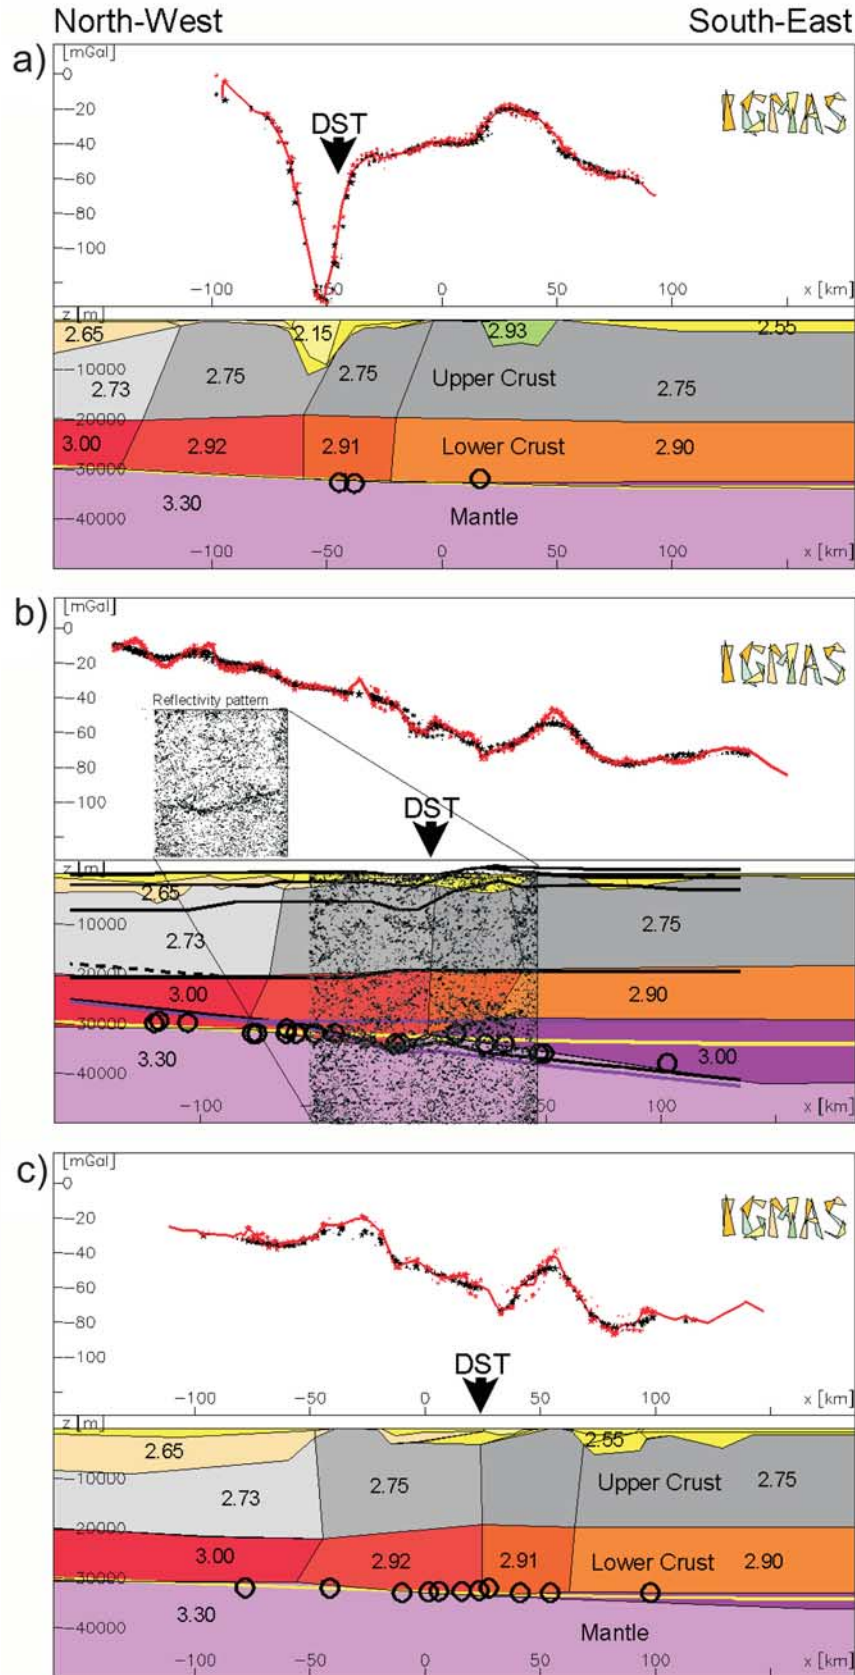 North-West South-East
a)
[mGal]
0
−20
−40
−60
−80
−100
DST
IGMAS
−100 −50 0 50 100 x [km]
z [m]
2.65 2.15 2.93 2.55
−10000
2.73 2.75 2.75 Upper Crust 2.75
−20000
3.00 2.92 2.91 Lower Crust 2.90
−30000
3.30 Mantle
−40000
−100 −50 0 50 100 x [km]
b)
[mGal]
0
−20
−40
−60
−80
−100
IGMAS
Reflectivity pattern
DST
z [m]
2.65
−10000
2.73 2.75
−20000
3.00 2.90
−30000
3.30 3.00
−40000
−100 0 50 100 x [km]
c)
[mGal]
0
−20
−40
−60
−80
−100
IGMAS
DST
−100 −50 0 50 100 x [km]
z [m]
2.65 2.55
−10000
2.73 2.75 Upper Crust 2.75
−20000
3.00 2.92 2.91 Lower Crust 2.90
−30000
3.30 Mantle
−40000
−100 −50 0 50 100 x [km]